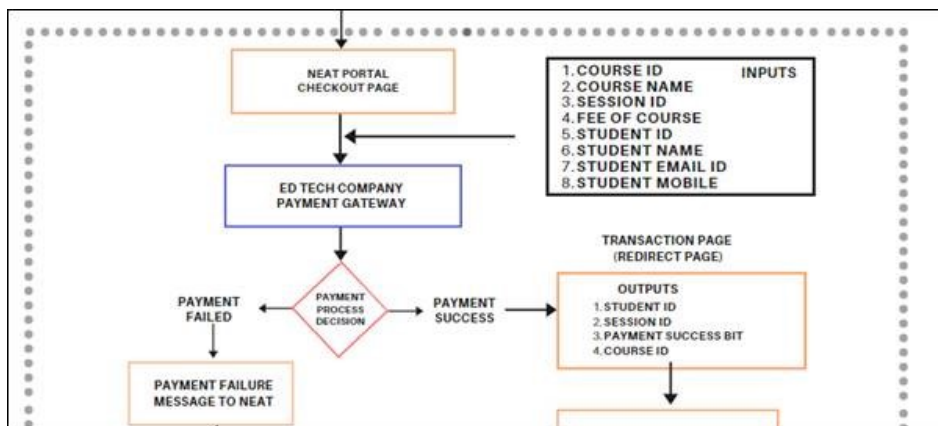 NEAT PORTAL
CHECKOUT PAGE
INPUTS
1. COURSE ID
2. COURSE NAME
3. SESSION ID
4. FEE OF COURSE
5. STUDENT ID
6. STUDENT NAME
7. STUDENT EMAIL ID
8. STUDENT MOBILE
ED TECH COMPANY
PAYMENT GATEWAY
TRANSACTION PAGE
(REDIRECT PAGE)
PAYMENT
FAILED
PAYMENT
PROCESS
DECISION
PAYMENT
SUCCESS
OUTPUTS
1. STUDENT ID
2. SESSION ID
3. PAYMENT SUCCESS BIT
4. COURSE ID
PAYMENT FAILURE
MESSAGE TO NEAT